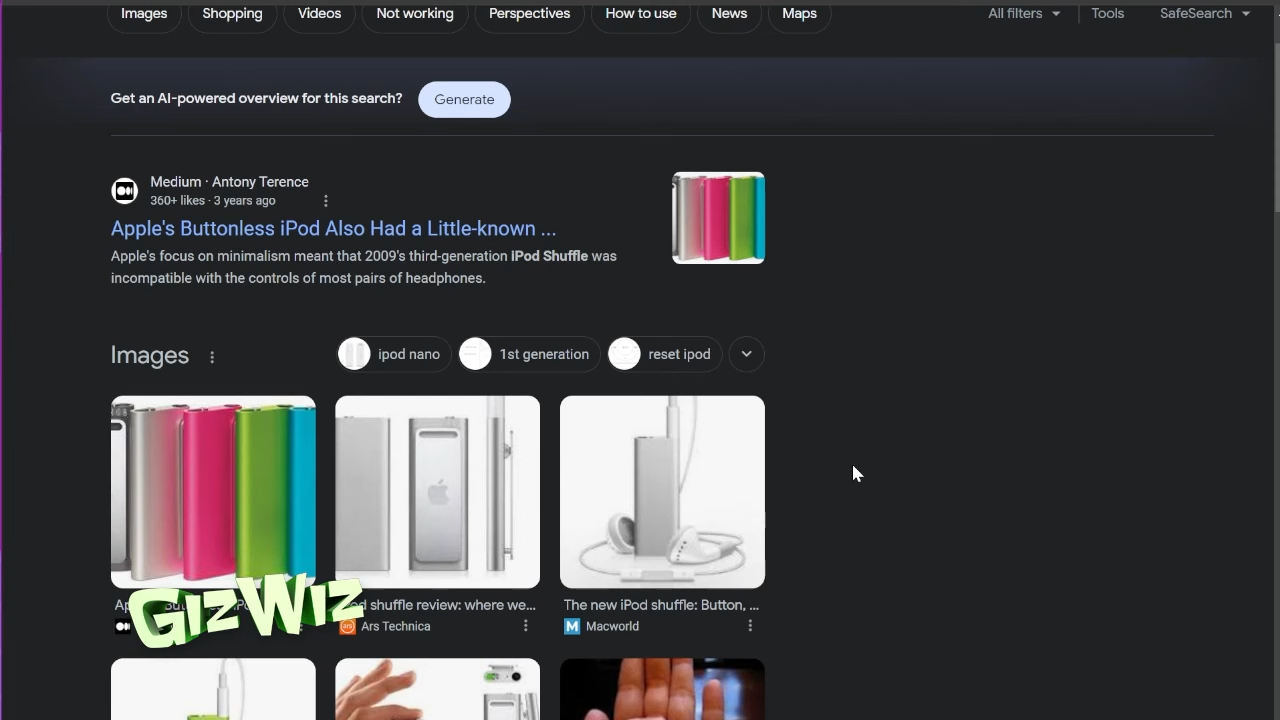 Images
Shopping
Videos
Not working
Perspectives
How to use
News
Maps
All filters
Tools
SafeSearch
Get an AI-powered overview for this search?
Generate
Medium · Antony Terence
360+ likes · 3 years ago
Apple's Buttonless iPod Also Had a Little-known ...
Apple's focus on minimalism meant that 2009's third-generation iPod Shuffle was
incompatible with the controls of most pairs of headphones.
Images
ipod nano
1st generation
reset ipod
shuffle review: where we...
The new iPod shuffle: Button, ...
GizWiz
Ars Technica
Macworld